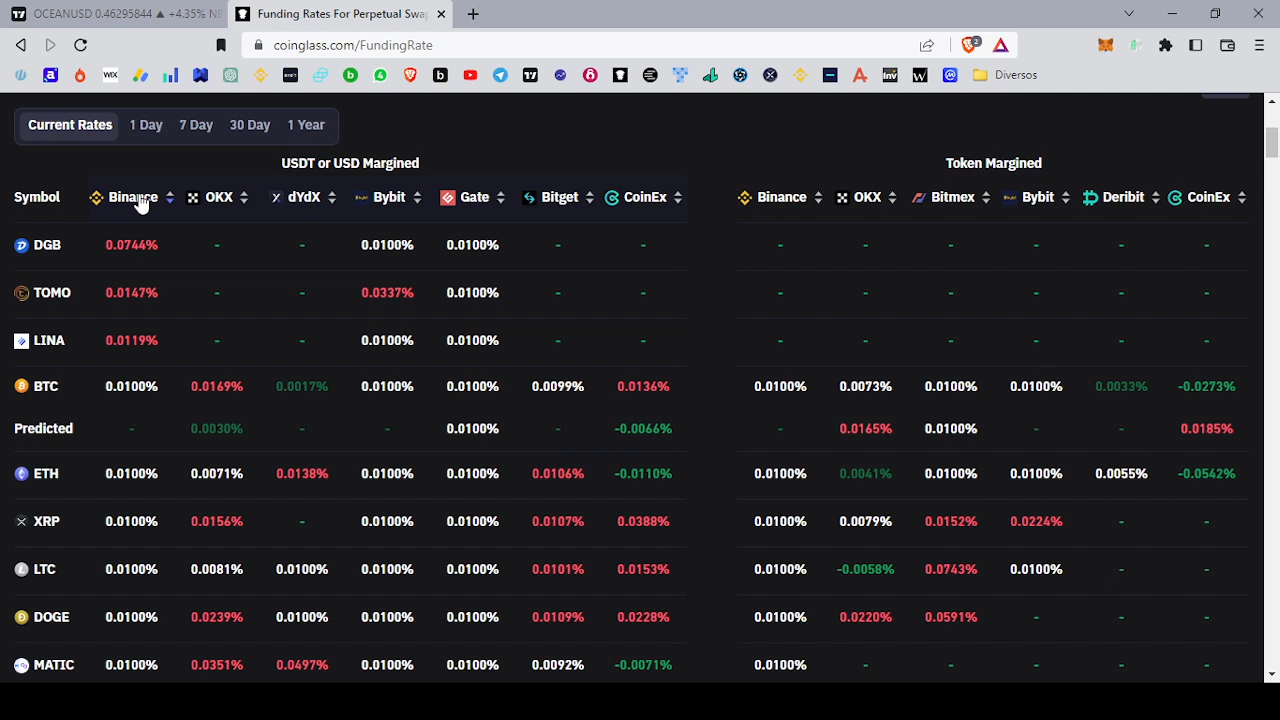 OCEANUSD 0.46295844 ▲ +4.35%
Funding Rates For Perpetual Swap
coinglass.com/FundingRate
2
WIX
Inv
W
Diversos
Current Rates 1 Day 7 Day 30 Day 1 Year
USDT or USD Margined Token Margined
Symbol Binance OKX dYdX Bybit Gate Bitget CoinEx Binance OKX Bitmex Bybit Deribit CoinEx
DGB 0.0744% - - 0.0100% 0.0100% - - - - - - - -
TOMO 0.0147% - - 0.0337% 0.0100% - - - - - - - -
LINA 0.0119% - - 0.0100% 0.0100% - - - - - - - -
BTC 0.0100% 0.0169% 0.0017% 0.0100% 0.0100% 0.0099% 0.0136% 0.0100% 0.0073% 0.0100% 0.0100% 0.0033% -0.0273%
Predicted - 0.0030% - - 0.0100% - -0.0066% - 0.0165% 0.0100% - - 0.0185%
ETH 0.0100% 0.0071% 0.0138% 0.0100% 0.0100% 0.0106% -0.0110% 0.0100% 0.0041% 0.0100% 0.0100% 0.0055% -0.0542%
XRP 0.0100% 0.0156% - 0.0100% 0.0100% 0.0107% 0.0388% 0.0100% 0.0079% 0.0152% 0.0224% - -
LTC 0.0100% 0.0081% 0.0100% 0.0100% 0.0100% 0.0101% 0.0153% 0.0100% -0.0058% 0.0743% 0.0100% - -
DOGE 0.0100% 0.0239% 0.0100% 0.0100% 0.0100% 0.0109% 0.0228% 0.0100% 0.0220% 0.0591% - - -
MATIC 0.0100% 0.0351% 0.0497% 0.0100% 0.0100% 0.0092% -0.0071% 0.0100% - - - - -